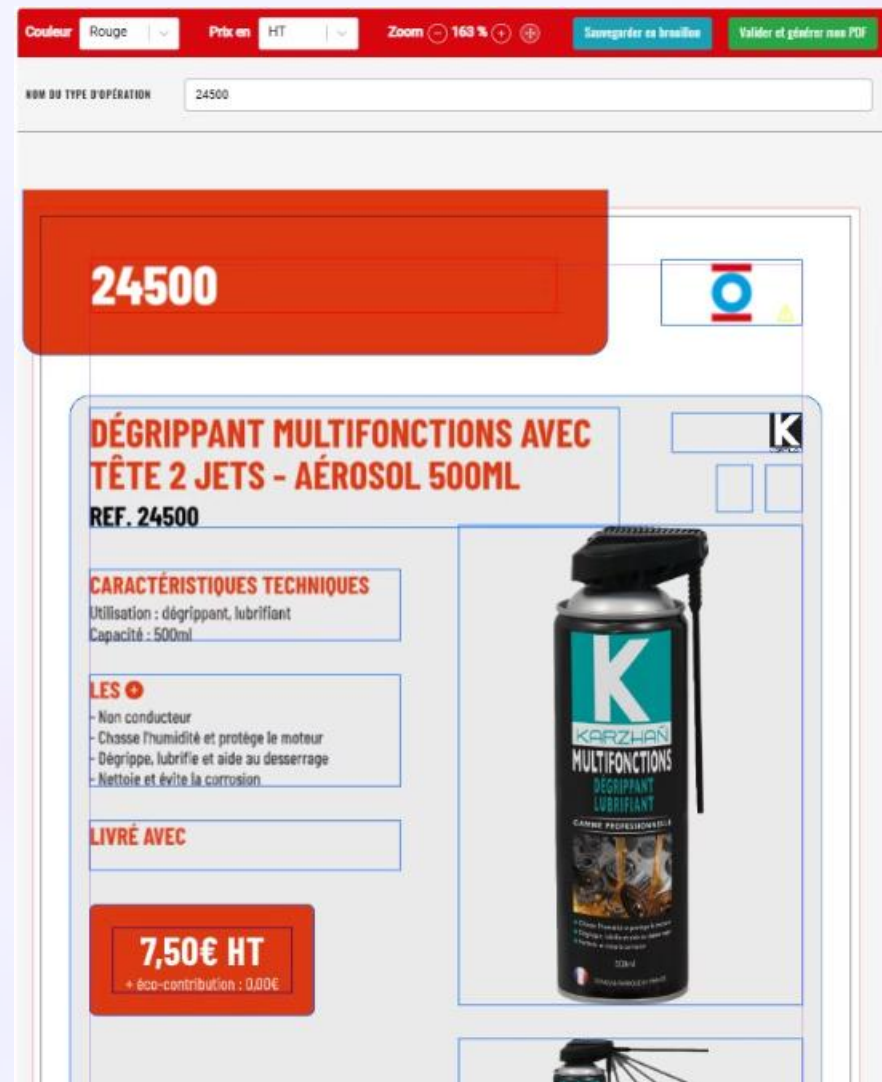 Couleur Rouge Prix en HT Zoom 163 % Sauvegarder en brouillon Valider et générer mon PDF
NOM DU TYPE D'OPÉRATION 24500
24500
DÉGRIPPANT MULTIFONCTIONS AVEC
TÊTE 2 JETS - AÉROSOL 500ML
REF. 24500
CARACTÉRISTIQUES TECHNIQUES
Utilisation : dégrippant, lubrifiant
Capacité : 500ml
LES +
- Non conducteur
- Chasse l'humidité et protège le moteur
- Dégrippe, lubrifie et aide au desserrage
- Nettoie et évite la corrosion
LIVRÉ AVEC
7,50€ HT
+ éco-contribution : 0,00€
K
K
KARZHAÑ
MULTIFONCTIONS
DÉGRIPPANT
LUBRIFIANT
GAMME PROFESSIONNELLE